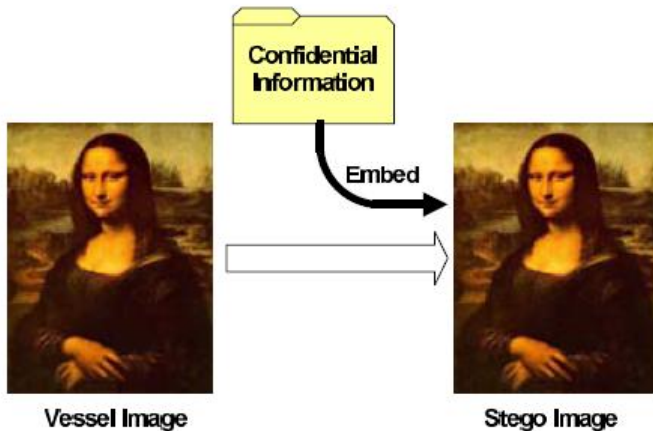 Confidential
Information
Embed
Vessel Image
Stego Image